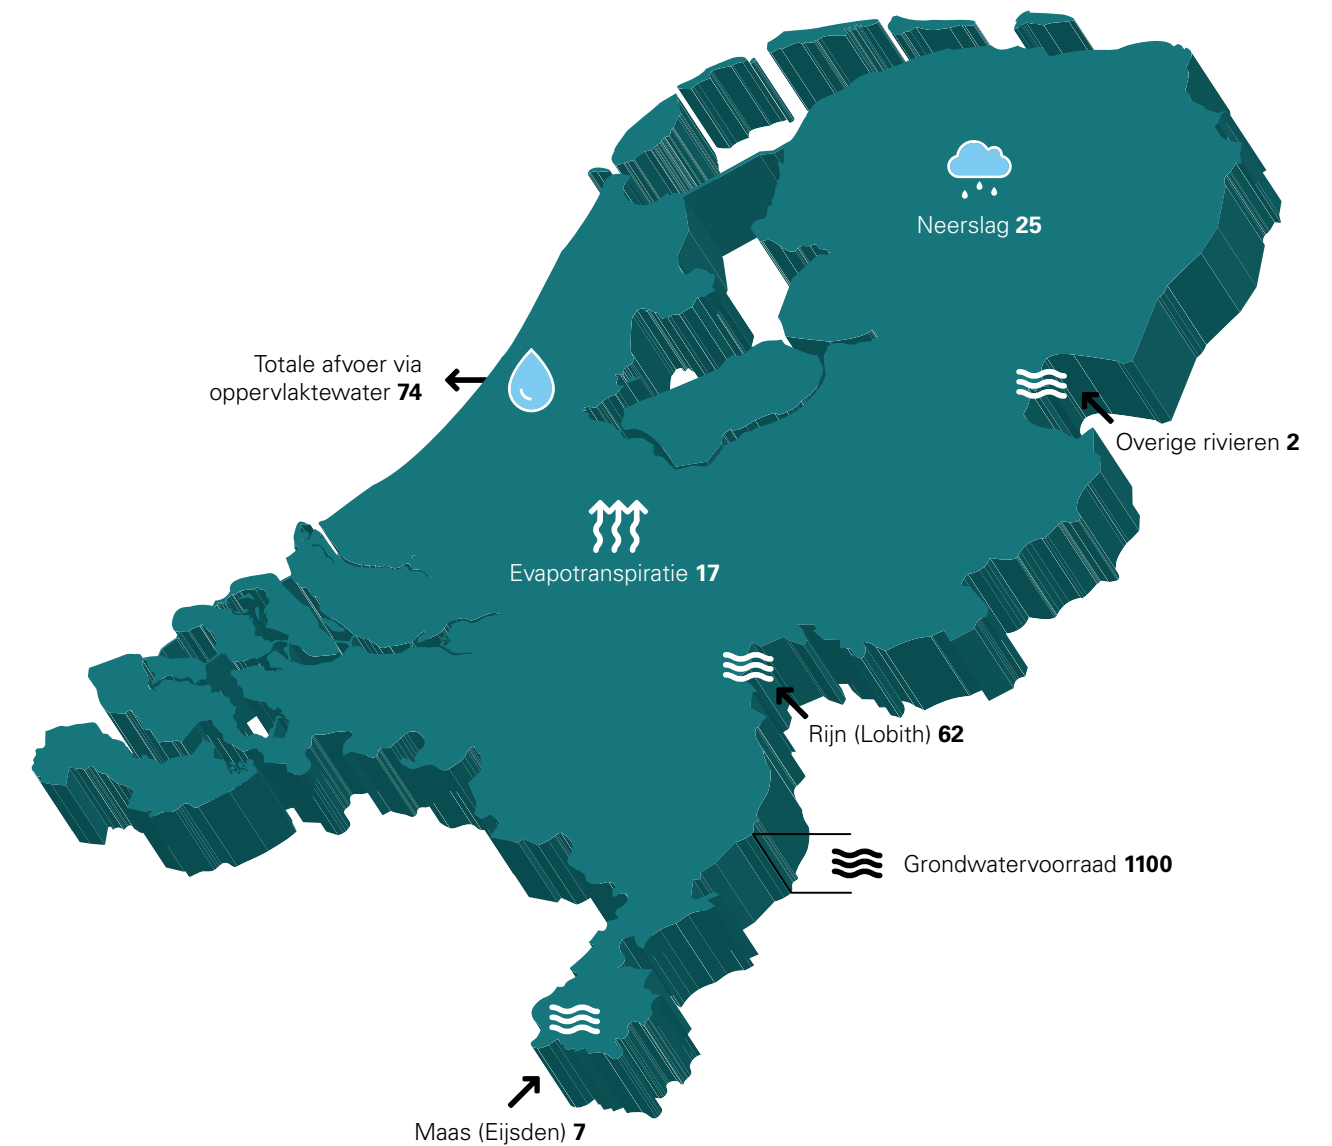 Neerslag 25
Totale afvoer via
oppervlaktewater 74
Overige rivieren 2
Evapotranspiratie 17
Rijn (Lobith) 62
Grondwatervoorraad 1100
Maas (Eijsden) 7